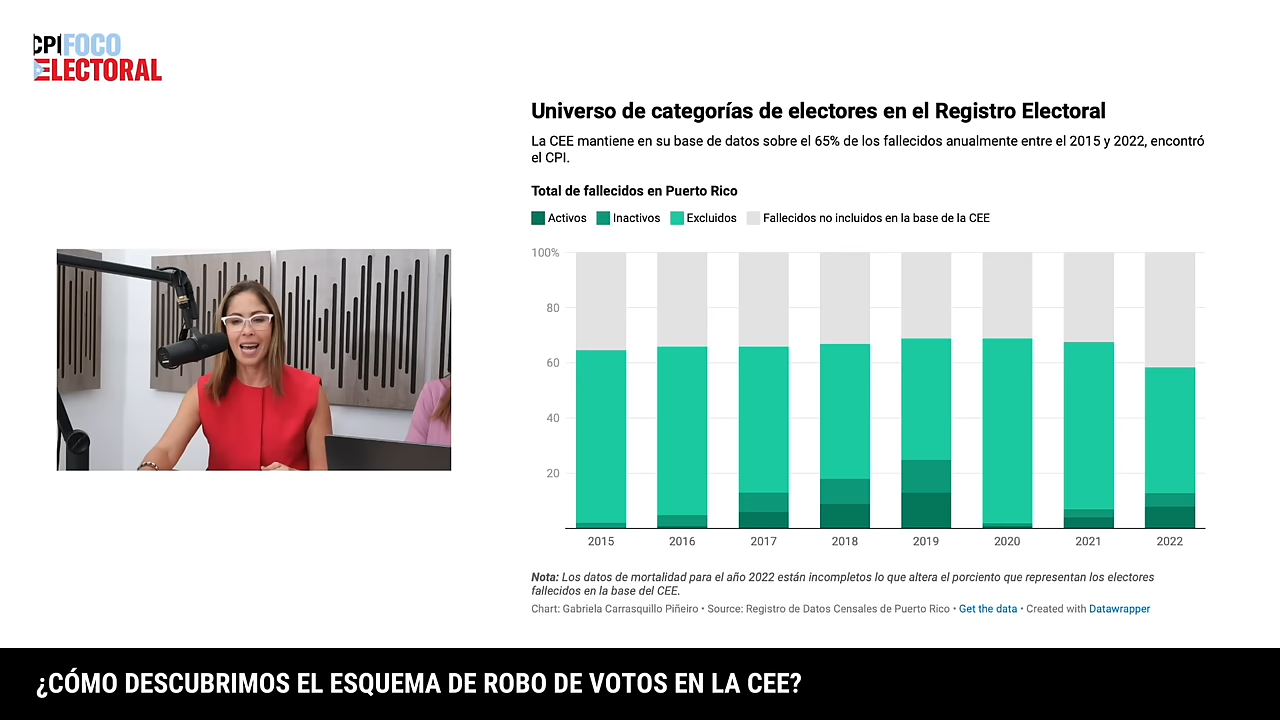 CPI FOCO
ELECTORAL
Universo de categorías de electores en el Registro Electoral
La CEE mantiene en su base de datos sobre el 65% de los fallecidos anualmente entre el 2015 y 2022, encontró
el CPI.
Total de fallecidos en Puerto Rico
Activos Inactivos Excluidos Fallecidos no incluidos en la base de la CEE
100%
80
60
40
20
2015 2016 2017 2018 2019 2020 2021 2022
Nota: Los datos de mortalidad para el año 2022 están incompletos lo que altera el porciento que representan los electores
fallecidos en la base del CEE.
Chart: Gabriela Carrasquillo Piñeiro • Source: Registro de Datos Censales de Puerto Rico • Get the data • Created with Datawrapper
¿CÓMO DESCUBRIMOS EL ESQUEMA DE ROBO DE VOTOS EN LA CEE?